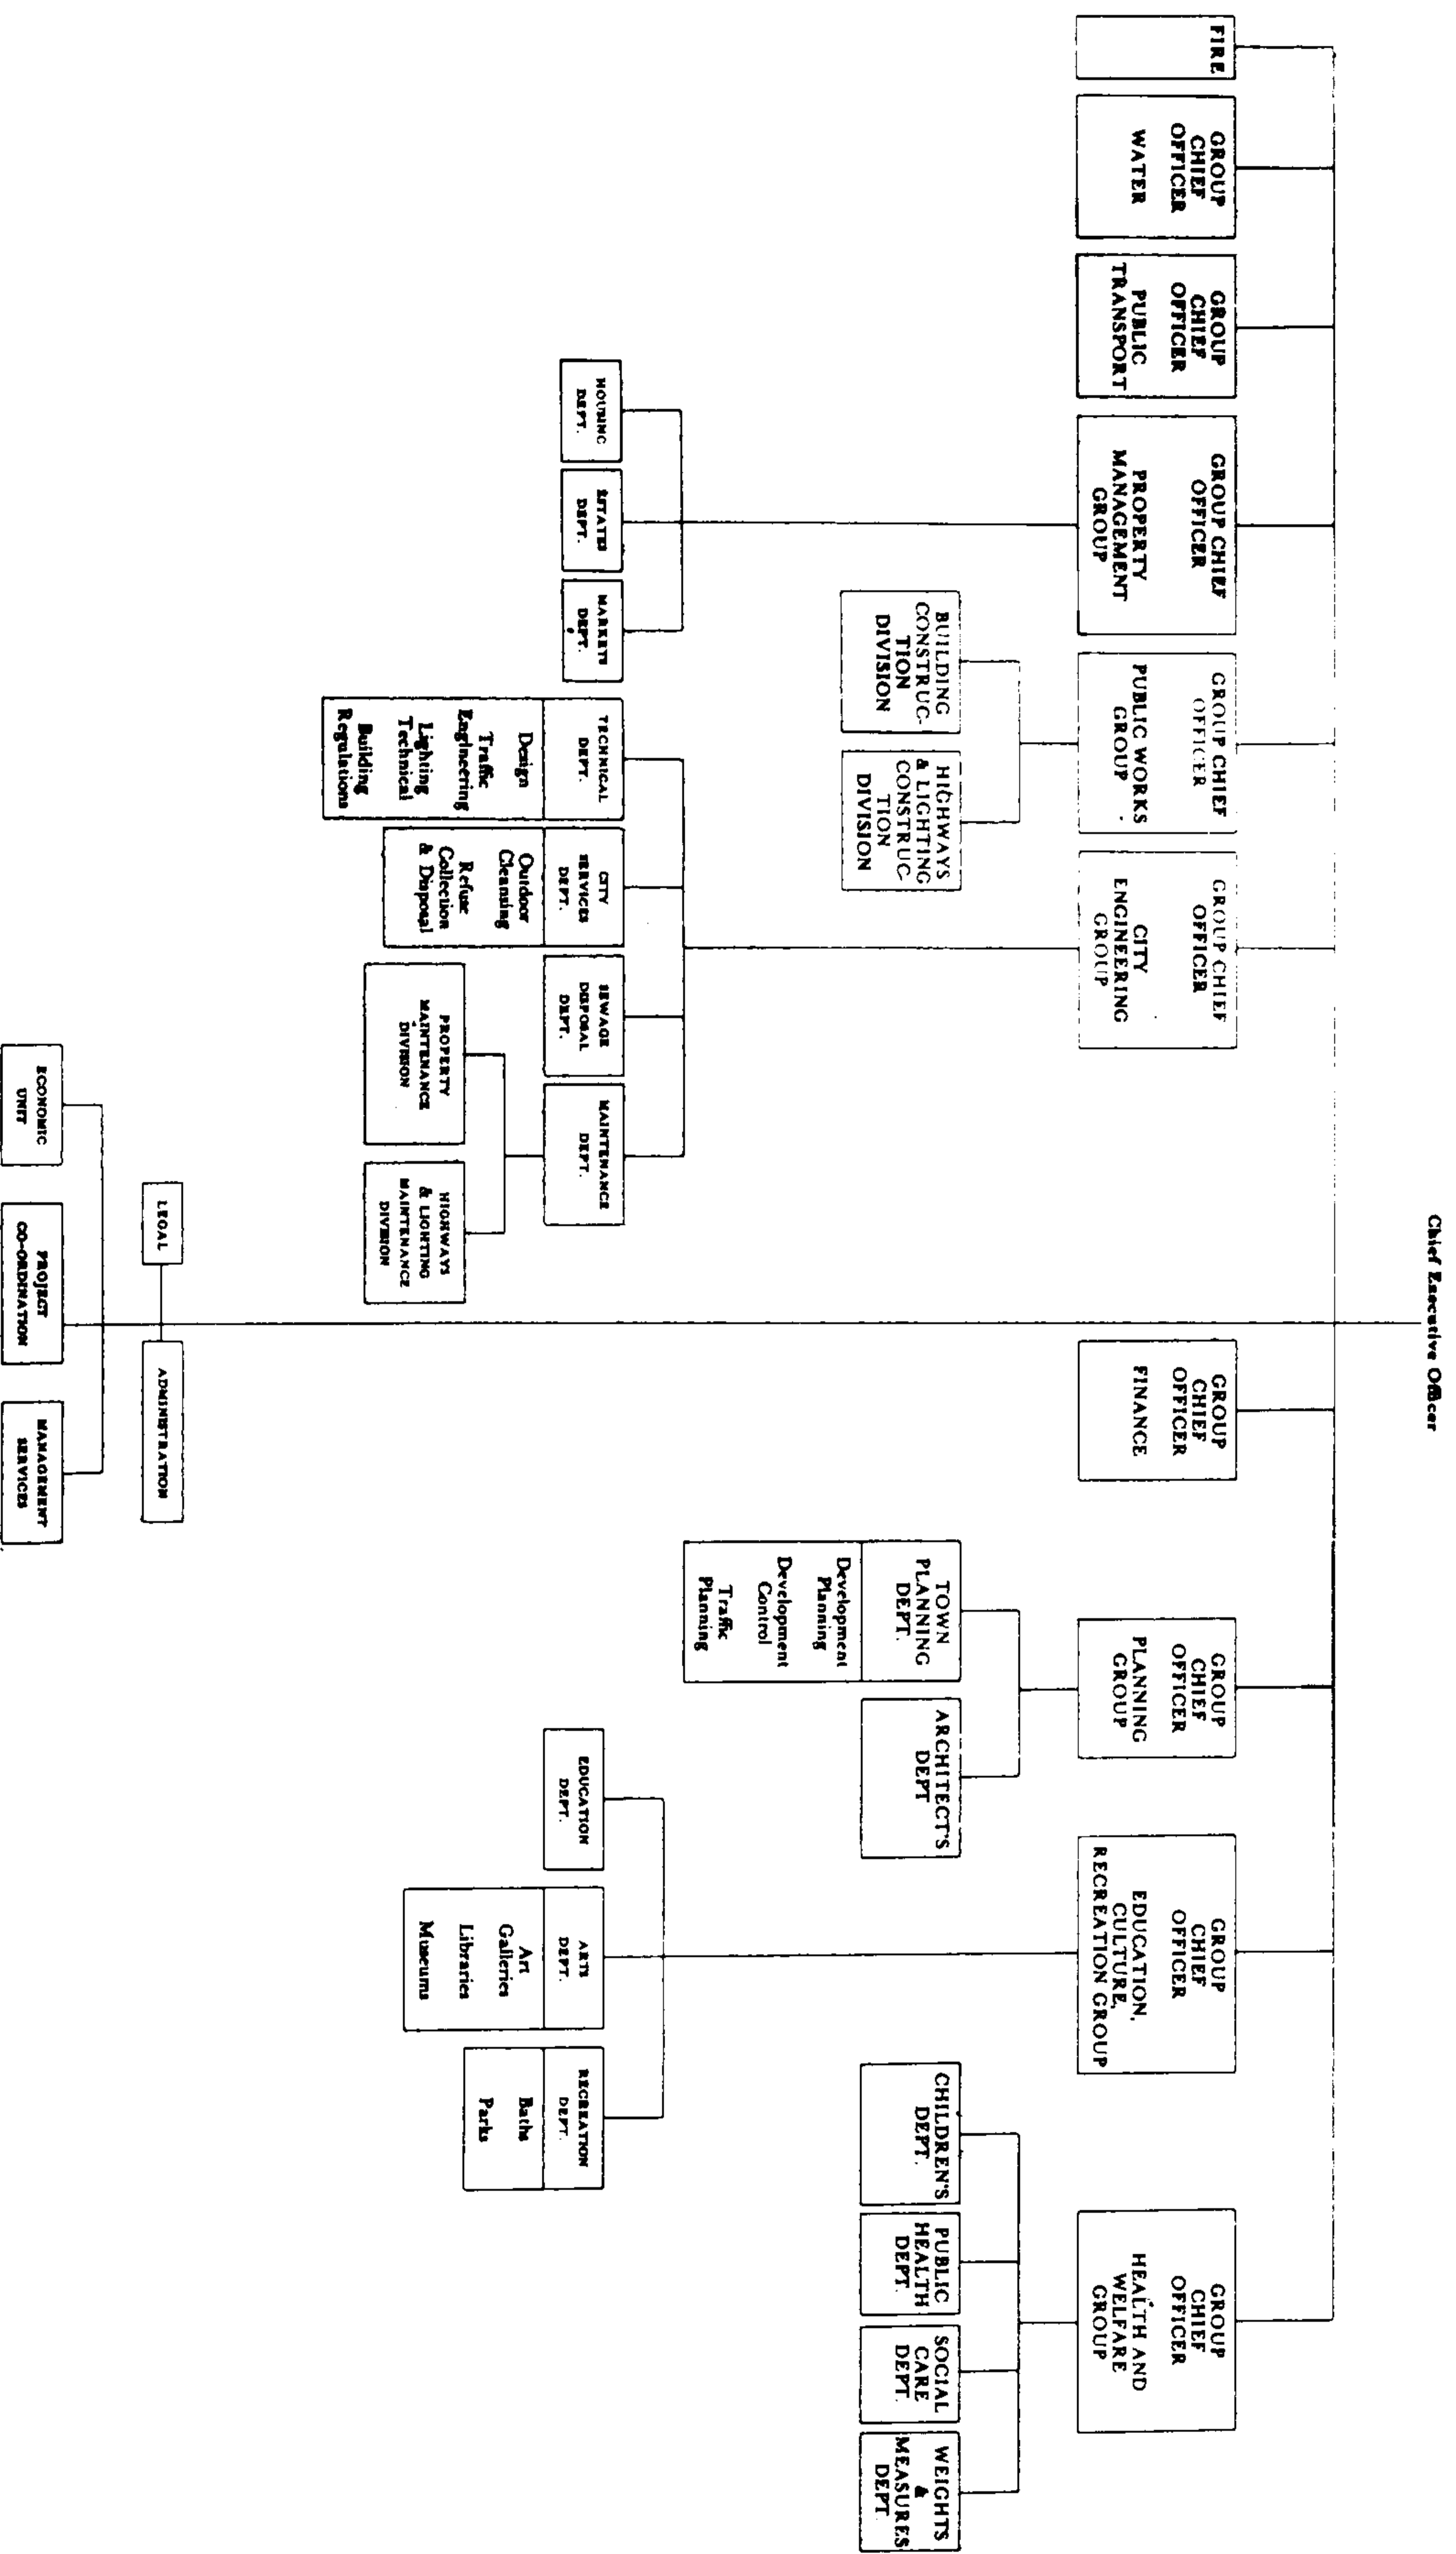 Chief Executive Officer
FIRE
GROUP
CHIEF
OFFICER
WATER
GROUP
CHIEF
OFFICER
PUBLIC
TRANSPORT
GROUP CHIEF
OFFICER
PROPERTY
MANAGEMENT
GROUP
GROUP CHIEF
OFFICER
PUBLIC WORKS
GROUP
GROUP CHIEF
OFFICER
CITY
ENGINEERING
GROUP
GROUP
CHIEF
OFFICER
FINANCE
GROUP
CHIEF
OFFICER
PLANNING
GROUP
GROUP
CHIEF
OFFICER
EDUCATION,
CULTURE,
RECREATION GROUP
GROUP
CHIEF
OFFICER
HEALTH AND
WELFARE
GROUP
BUILDING
CONSTRUC-
TION
DIVISION
HIGHWAYS
& LIGHTING
CONSTRUC-
TION
DIVISION
TOWN
PLANNING
DEPT.
Development
Planning
Development
Control
Traffic
Planning
ARCHITECT'S
DEPT
CHILDREN'S
DEPT.
PUBLIC
HEALTH
DEPT.
SOCIAL
CARE
DEPT.
WEIGHTS
&
MEASURES
DEPT.
HOUSING
DEPT.
ESTATES
DEPT.
MARKETS
DEPT.
TECHNICAL
DEPT.
Design
Traffic
Engineering
Lighting
Technical
Building
Regulations
CITY
SERVICES
DEPT.
Outdoor
Cleansing
Refuse
Collection
& Disposal
SEWAGE
DISPOSAL
DEPT.
MAINTENANCE
DEPT.
PROPERTY
MAINTENANCE
DIVISION
HIGHWAYS
& LIGHTING
MAINTENANCE
DIVISION
EDUCATION
DEPT.
ARTS
DEPT.
Art
Galleries
Libraries
Museums
RECREATION
DEPT.
Baths
Parks
LEGAL
ADMINISTRATION
ECONOMIC
UNIT
PROJECT
CO-ORDINATION
MANAGEMENT
SERVICES